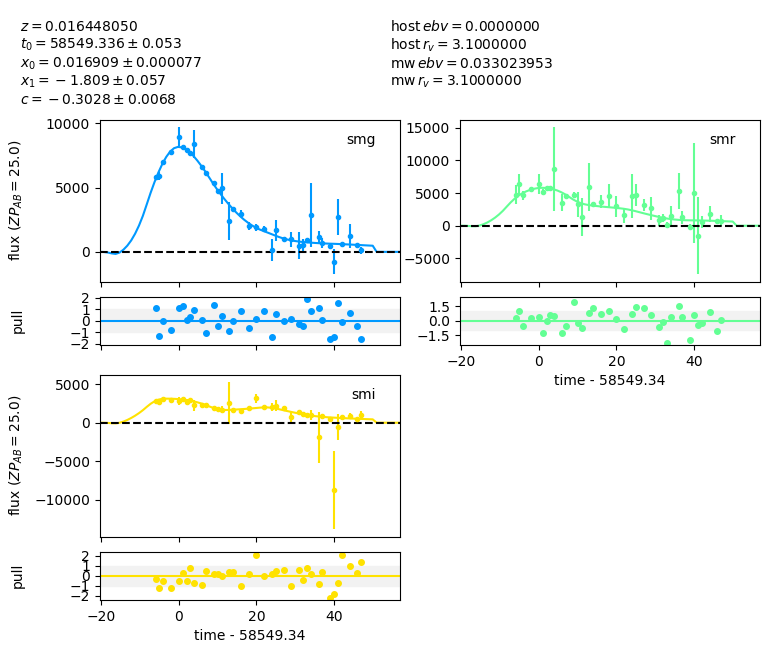 z = 0.016448050
t0 = 58549.336 ± 0.053
x0 = 0.016909 ± 0.000077
x1 = −1.809 ± 0.057
c = −0.3028 ± 0.0068
host ebv = 0.0000000
host r_v = 3.1000000
mw ebv = 0.033023953
mw r_v = 3.1000000
smg
flux (ZP_AB = 25.0)
10000
5000
0
pull
2
1
0
−1
−2
smr
15000
10000
5000
0
−5000
1.5
0.0
−1.5
−20
0
20
40
time - 58549.34
smi
flux (ZP_AB = 25.0)
5000
0
−5000
−10000
pull
2
1
0
−1
−2
−20
0
20
40
time - 58549.34